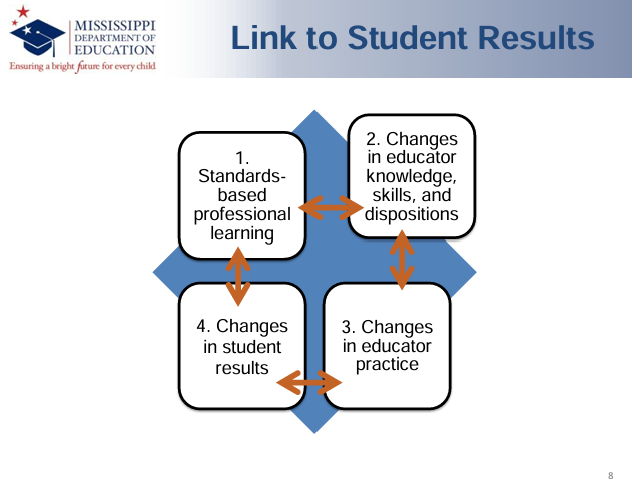 MISSISSIPPI
DEPARTMENT OF
EDUCATION
Ensuring a bright future for every child
Link to Student Results
1.
Standards-
based
professional
learning
2. Changes
in educator
knowledge,
skills, and
dispositions
4. Changes
in student
results
3. Changes
in educator
practice
8